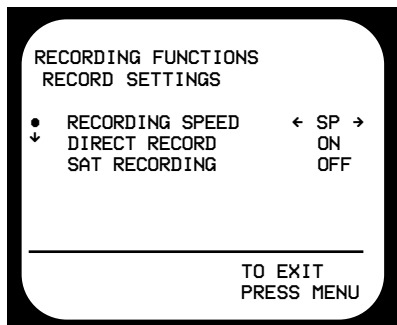 RECORDING FUNCTIONS
RECORD SETTINGS
● RECORDING SPEED ← SP →
↓ DIRECT RECORD ON
SAT RECORDING OFF
TO EXIT
PRESS MENU